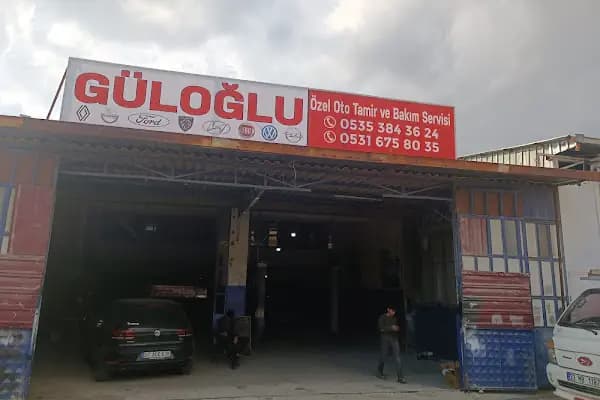 GÜLOĞLU
Ford
Özel Oto Tamir ve Bakım Servisi
0535 384 36 24
0531 675 80 35